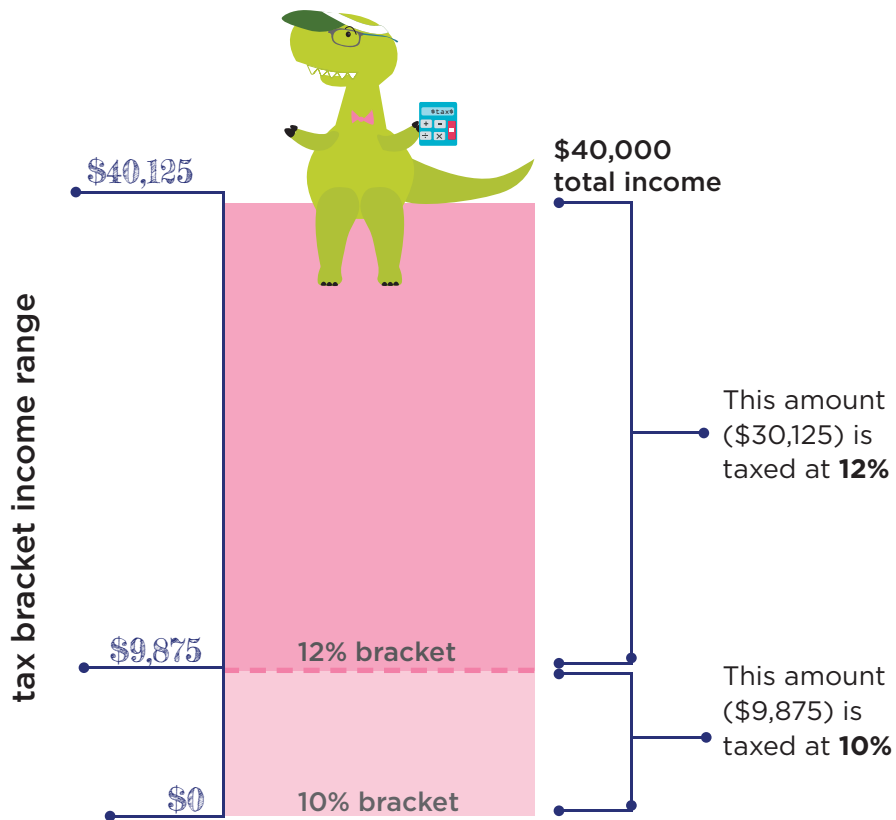 *tax*
+ -
÷ × =
$40,125
$40,000
total income
tax bracket income range
This amount
($30,125) is
taxed at 12%
$9,875
12% bracket
This amount
($9,875) is
taxed at 10%
$0
10% bracket